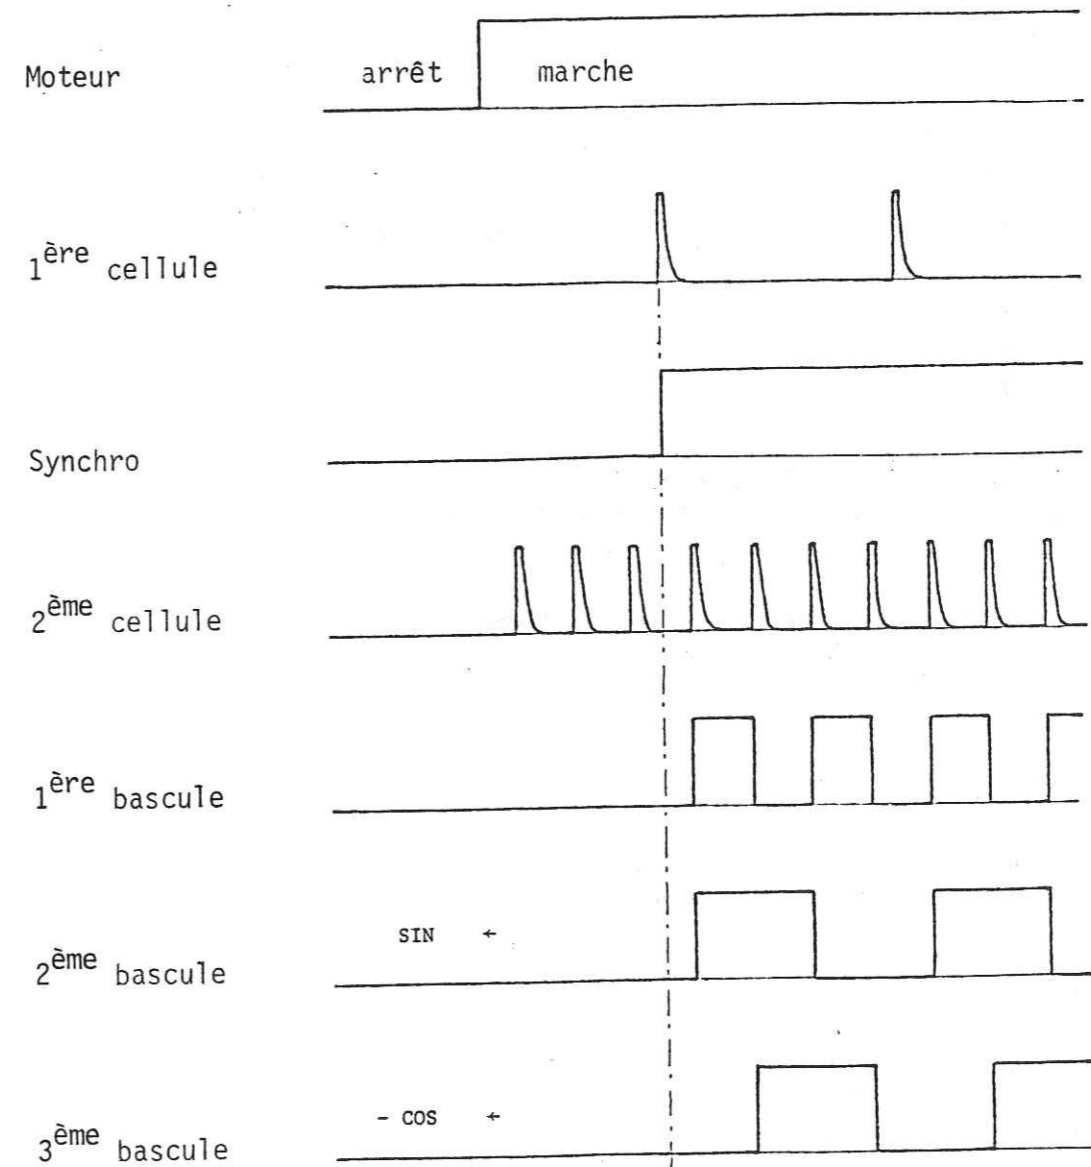 Moteur arrêt marche
1ère cellule
Synchro
2ème cellule
1ère bascule
SIN ←
2ème bascule
- COS ←
3ème bascule